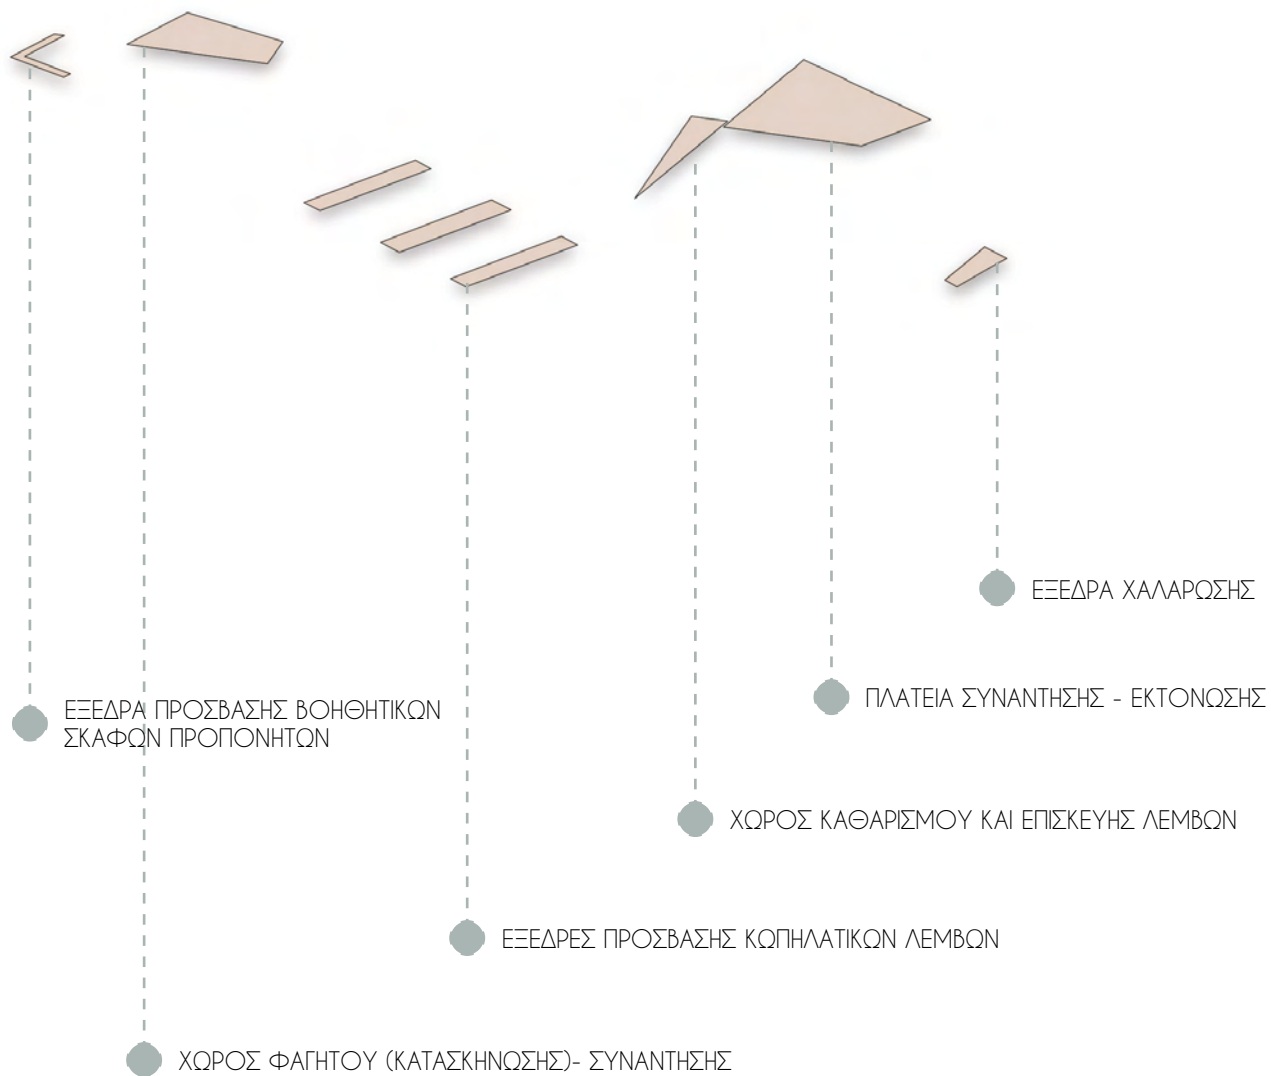 ΕΞΕΔΡΑ ΧΑΛΑΡΩΣΗΣ
ΠΛΑΤΕΙΑ ΣΥΝΑΝΤΗΣΗΣ - ΕΚΤΟΝΩΣΗΣ
ΕΞΕΔΡΑ ΠΡΟΣΒΑΣΗΣ ΒΟΗΘΗΤΙΚΩΝ
ΣΚΑΦΩΝ ΠΡΟΠΟΝΗΤΩΝ
ΧΩΡΟΣ ΚΑΘΑΡΙΣΜΟΥ ΚΑΙ ΕΠΙΣΚΕΥΗΣ ΛΕΜΒΩΝ
ΕΞΕΔΡΕΣ ΠΡΟΣΒΑΣΗΣ ΚΩΠΗΛΑΤΙΚΩΝ ΛΕΜΒΩΝ
ΧΩΡΟΣ ΦΑΓΗΤΟΥ (ΚΑΤΑΣΚΗΝΩΣΗΣ)- ΣΥΝΑΝΤΗΣΗΣ